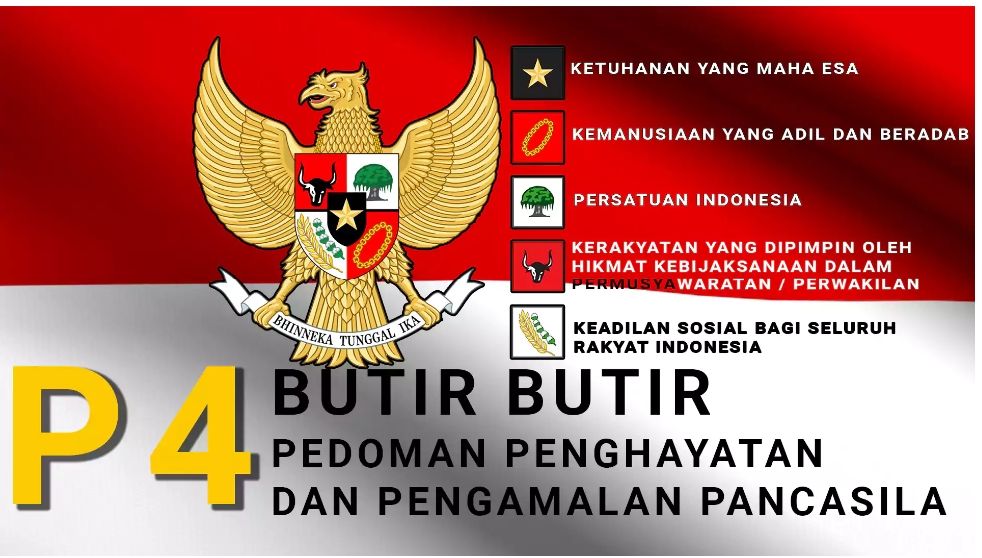 KETUHANAN YANG MAHA ESA
KEMANUSIAAN YANG ADIL DAN BERADAB
PERSATUAN INDONESIA
KERAKYATAN YANG DIPIMPIN OLEH
HIKMAT KEBIJAKSANAAN DALAM
PERMUSYAWARATAN / PERWAKILAN
KEADILAN SOSIAL BAGI SELURUH
RAKYAT INDONESIA
BHINNEKA TUNGGAL IKA
P4
BUTIR BUTIR
PEDOMAN PENGHAYATAN
DAN PENGAMALAN PANCASILA